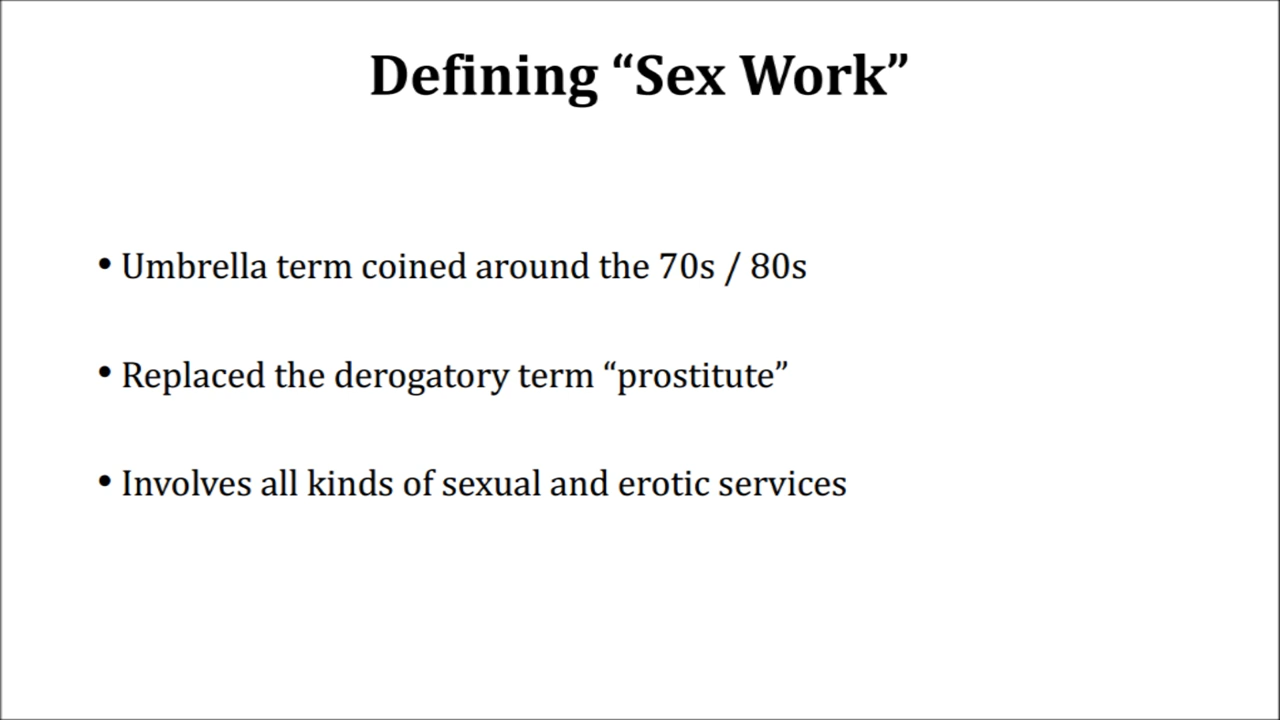 Defining “Sex Work”
• Umbrella term coined around the 70s / 80s
• Replaced the derogatory term “prostitute”
• Involves all kinds of sexual and erotic services